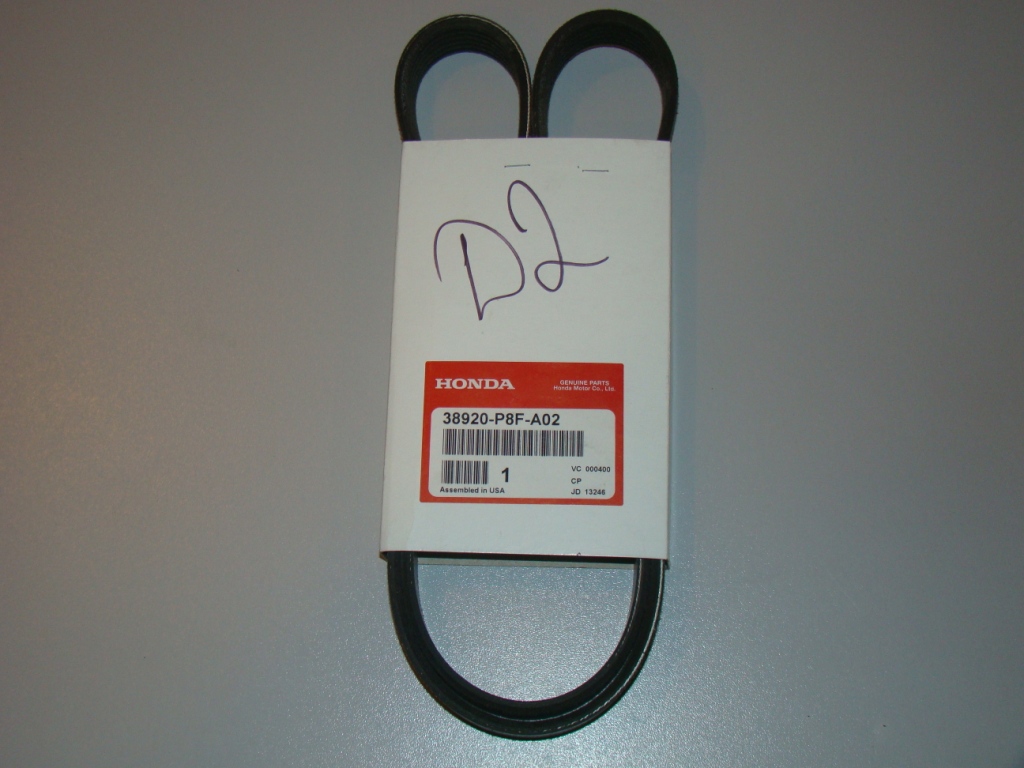 D2
HONDA
GENUINE PARTS
Honda Motor Co., Ltd.
38920-P8F-A02
1
VC 000400
CP
Assembled in USA
JD 13246